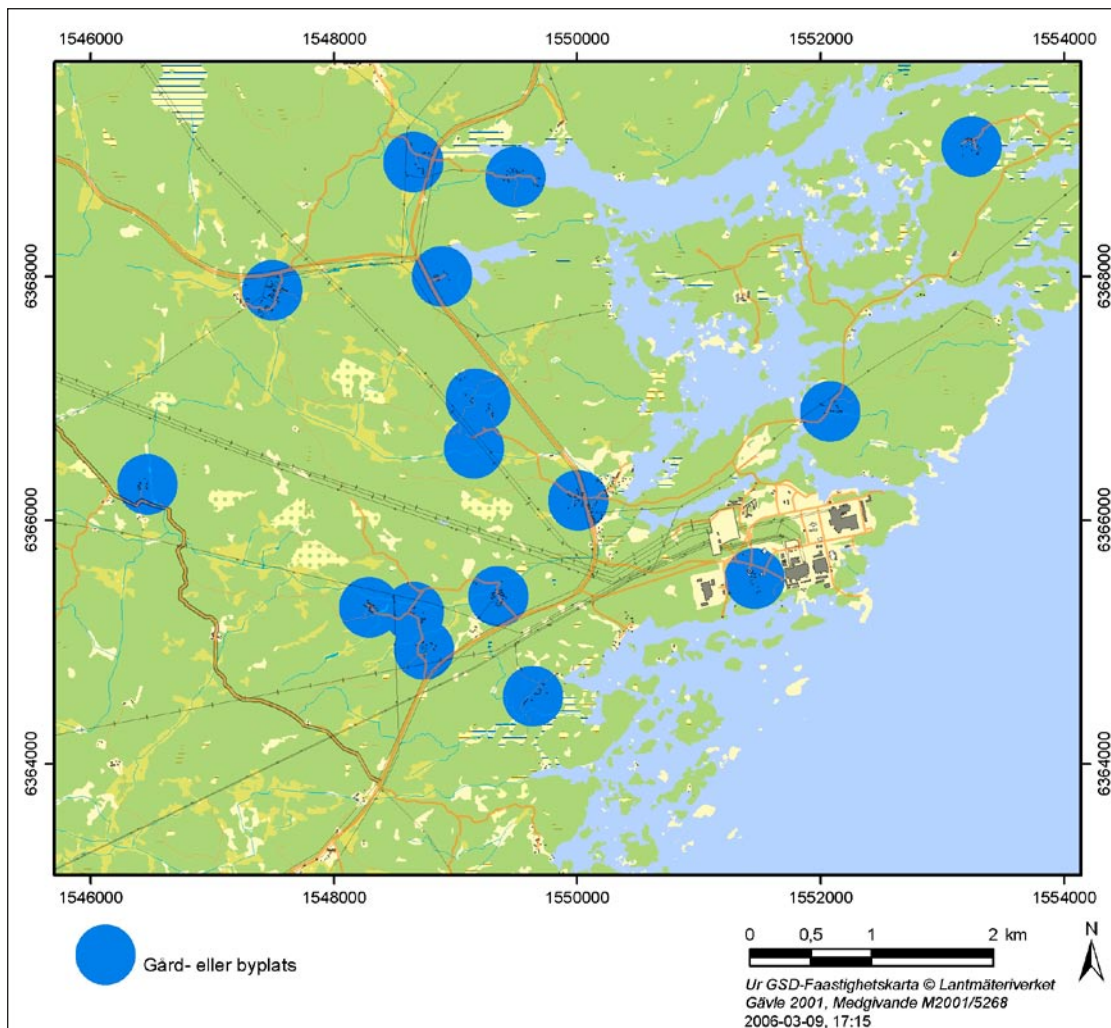 1546000 1548000 1550000 1552000 1554000
6368000 6368000
6366000 6366000
6364000 6364000
1546000 1548000 1550000 1552000 1554000
Gård- eller byplats
0 0,5 1 2 km
N
Ur GSD-Faastighetskarta © Lantmäteriverket
Gävle 2001, Medgivande M2001/5268
2006-03-09, 17:15